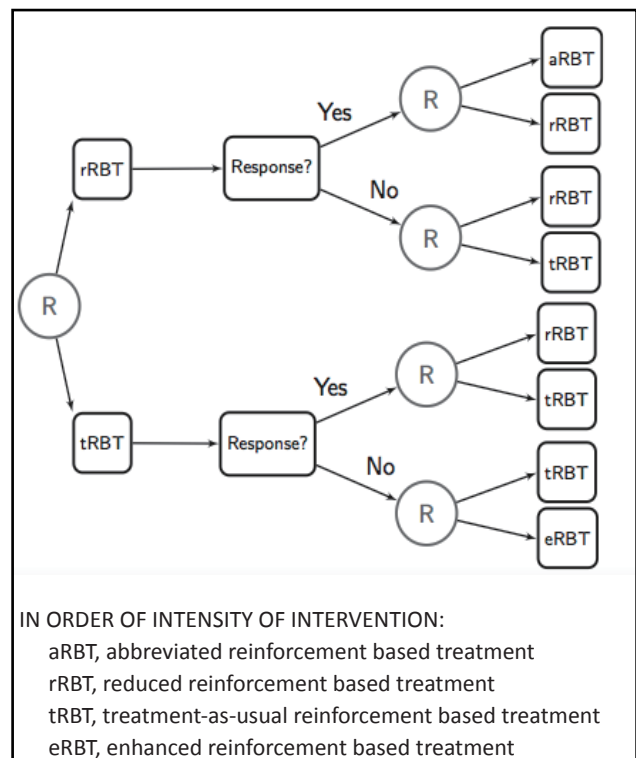 aRBT
Yes
R
rRBT
rRBT
Response?
No
rRBT
R
tRBT
R
rRBT
Yes
R
tRBT
tRBT
Response?
No
tRBT
R
eRBT
IN ORDER OF INTENSITY OF INTERVENTION:
aRBT, abbreviated reinforcement based treatment
rRBT, reduced reinforcement based treatment
tRBT, treatment-as-usual reinforcement based treatment
eRBT, enhanced reinforcement based treatment